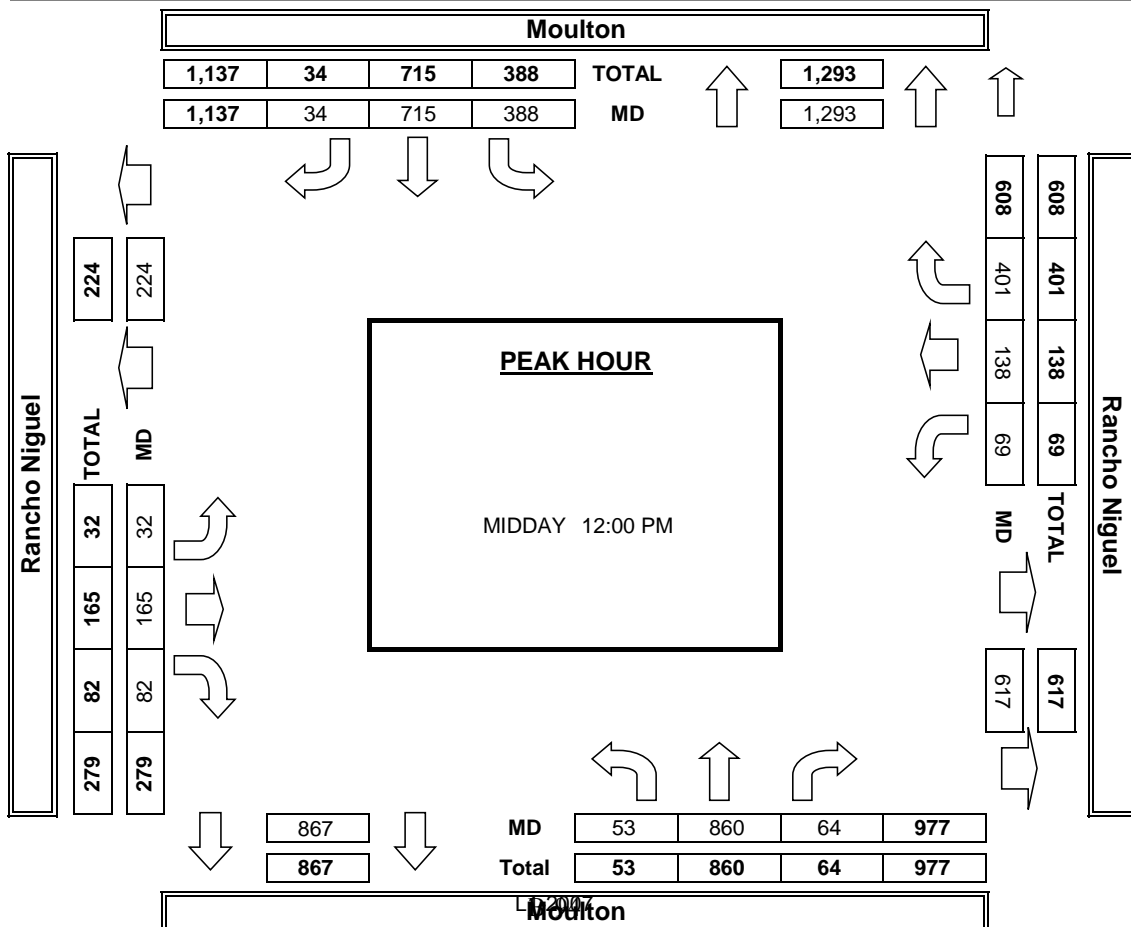 Moulton
1,137 34 715 388 TOTAL 1,293
1,137 34 715 388 MD 1,293
Rancho Niguel
TOTAL 224
MD 224
TOTAL
MD
32 165 82 279
32 165 82 279
PEAK HOUR
MIDDAY 12:00 PM
608 401 138 69 MD 617
608 401 138 69 TOTAL 617
Rancho Niguel
867 MD 53 860 64 977
867 Total 53 860 64 977
Moulton